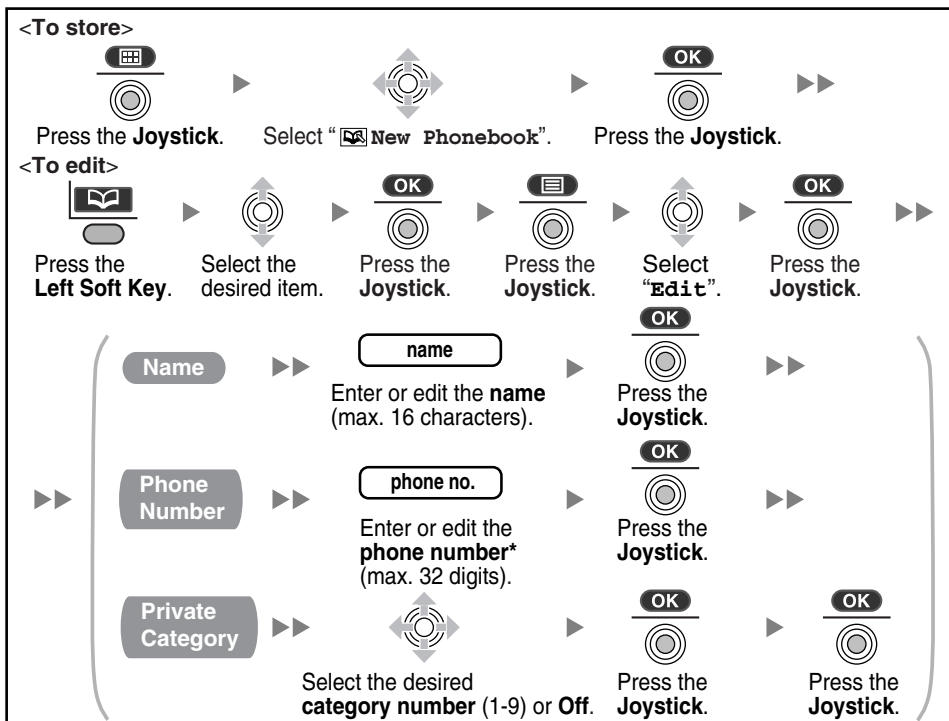 <To store>
OK
Press the Joystick.
Select “ New Phonebook”.
Press the Joystick.
<To edit>
OK
OK
Press the
Left Soft Key.
Select the
desired item.
Press the
Joystick.
Press the
Joystick.
Select
“Edit”.
Press the
Joystick.
Name
name
Enter or edit the name
(max. 16 characters).
OK
Press the
Joystick.
Phone
Number
phone no.
Enter or edit the
phone number*
(max. 32 digits).
OK
Press the
Joystick.
Private
Category
Select the desired
category number (1-9) or Off.
OK
Press the
Joystick.
OK
Press the
Joystick.